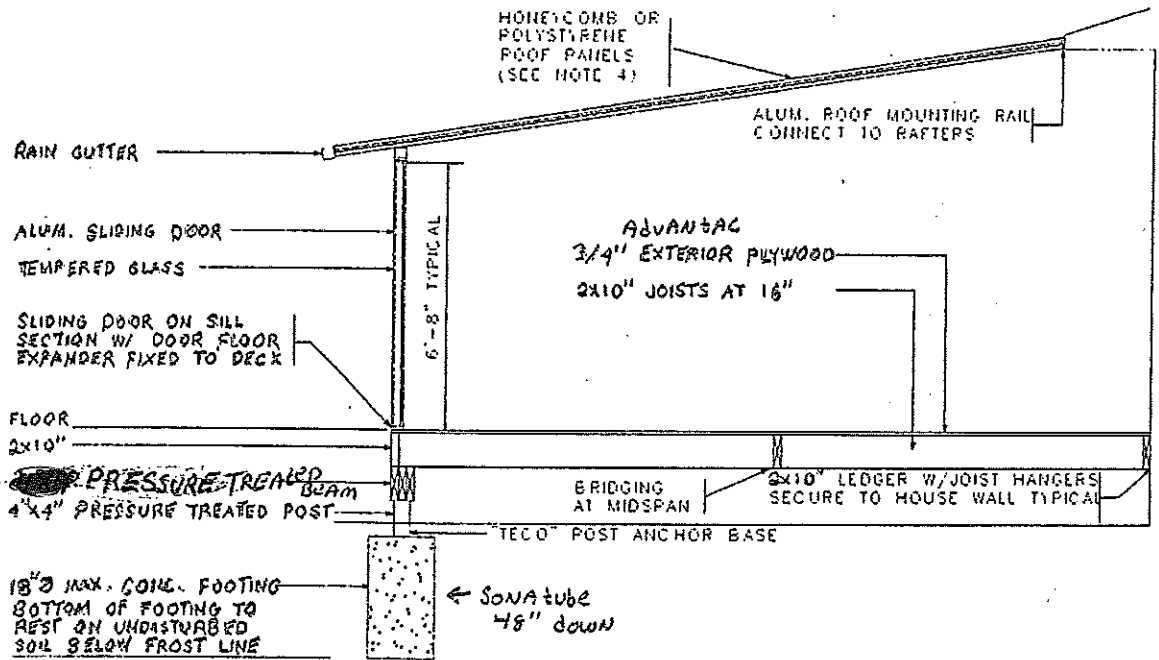 HONEYCOMB OR
POLYSTYRENE
ROOF PANELS
(SEE NOTE 4)
ALUM. ROOF MOUNTING RAIL
CONNECT TO RAFTERS
RAIN GUTTER
ALUM. SLIDING DOOR
TEMPERED GLASS
6'-8" TYPICAL
AdvANtAC
3/4" EXTERIOR PLYWOOD
2X10" JOISTS AT 16"
SLIDING DOOR ON SILL
SECTION W/ DOOR FLOOR
EXPANDER FIXED TO DECK
FLOOR
2X10"
PRESSURE TREATED
BEAM
4"X4" PRESSURE TREATED POST
BRIDGING
AT MIDSPAN
2X10" LEDGER W/JOIST HANGERS
SECURE TO HOUSE WALL TYPICAL
"TECO" POST ANCHOR BASE
18"Ø MAX. CONC. FOOTING
BOTTOM OF FOOTING TO
REST ON UNDISTURBED
SOIL BELOW FROST LINE
SONAtube
48" down